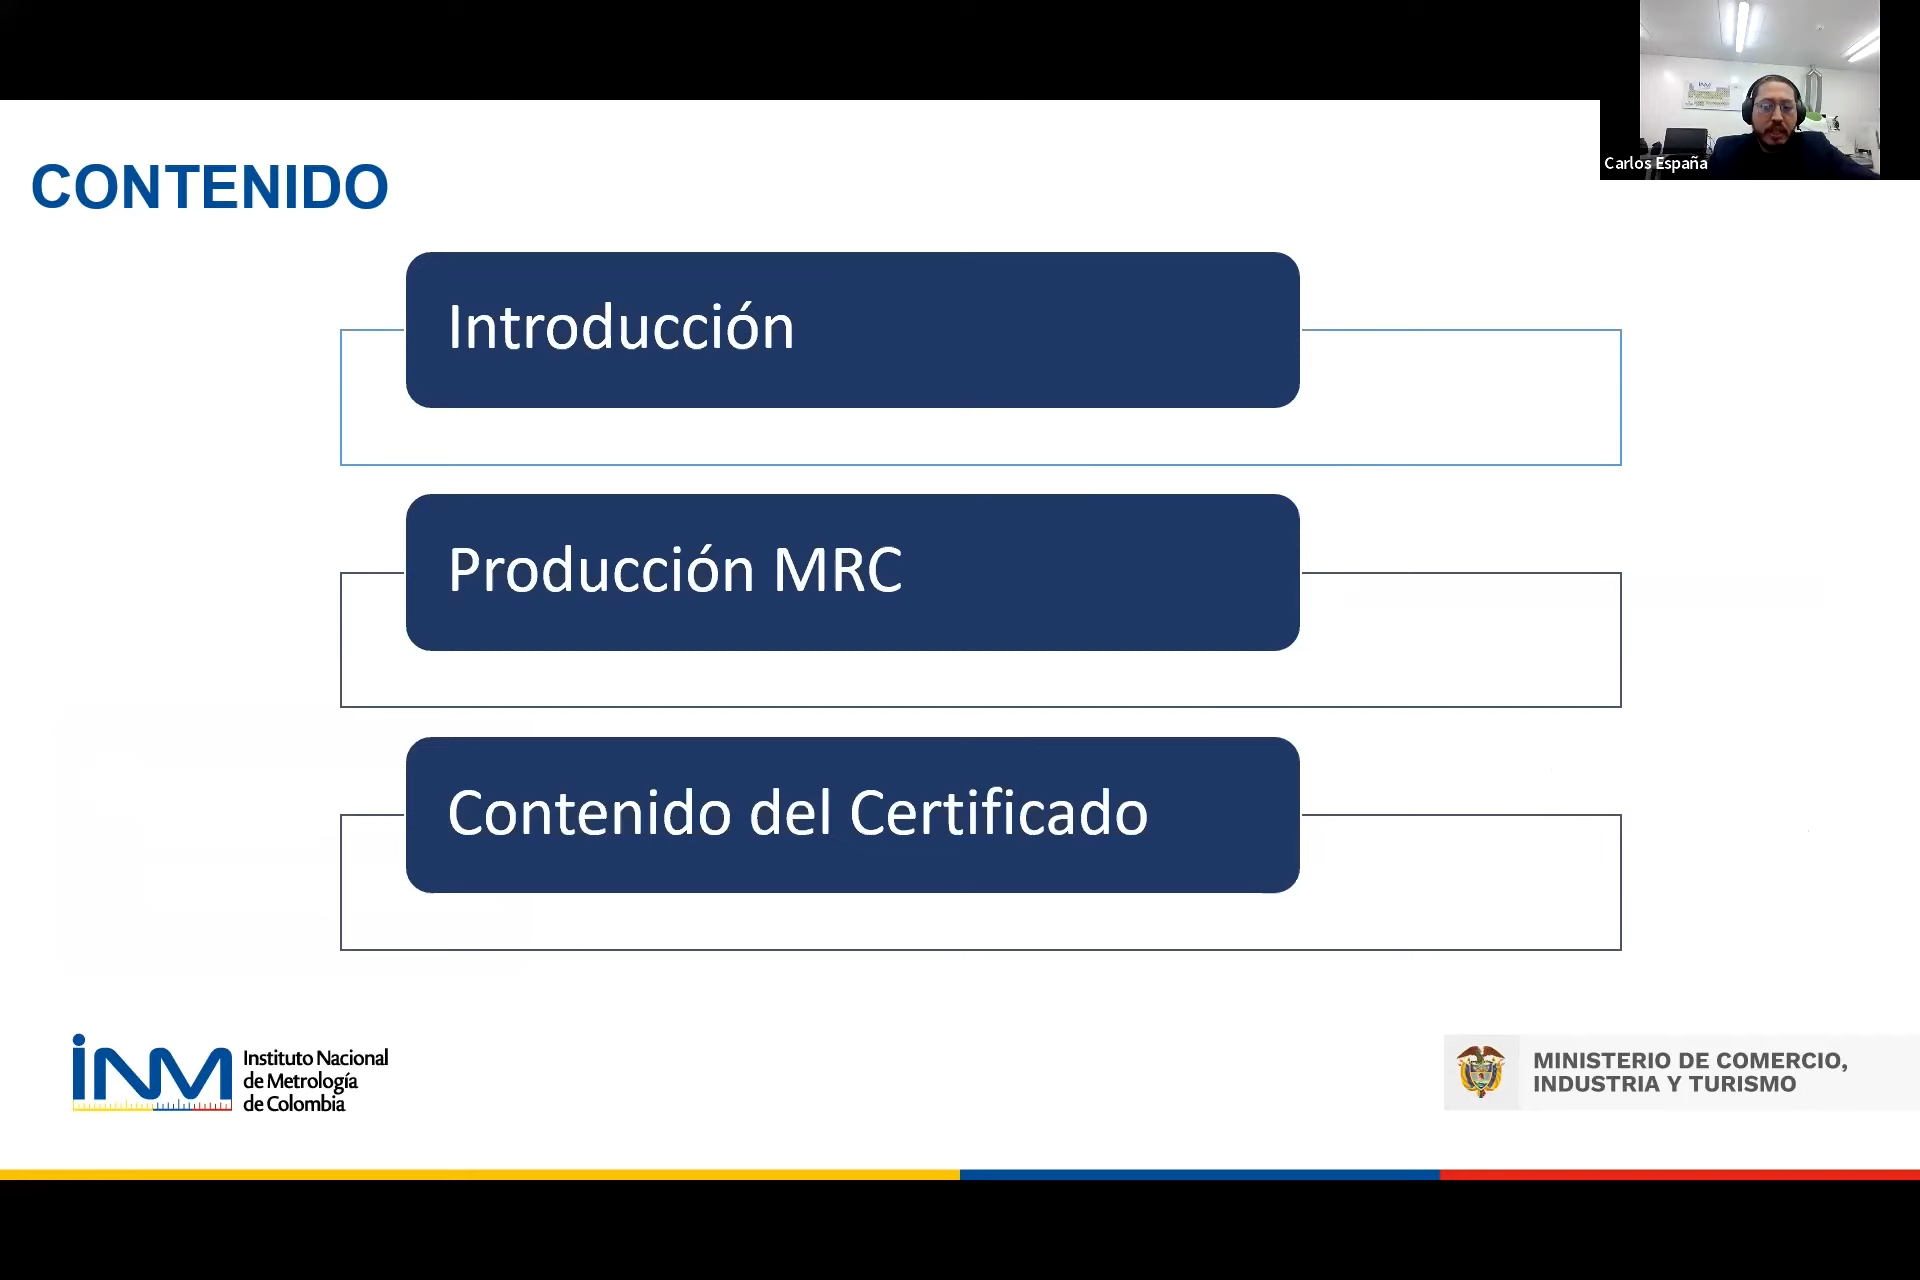 Carlos España
CONTENIDO
Introducción
Producción MRC
Contenido del Certificado
INM
Instituto Nacional
de Metrología
de Colombia
MINISTERIO DE COMERCIO,
INDUSTRIA Y TURISMO